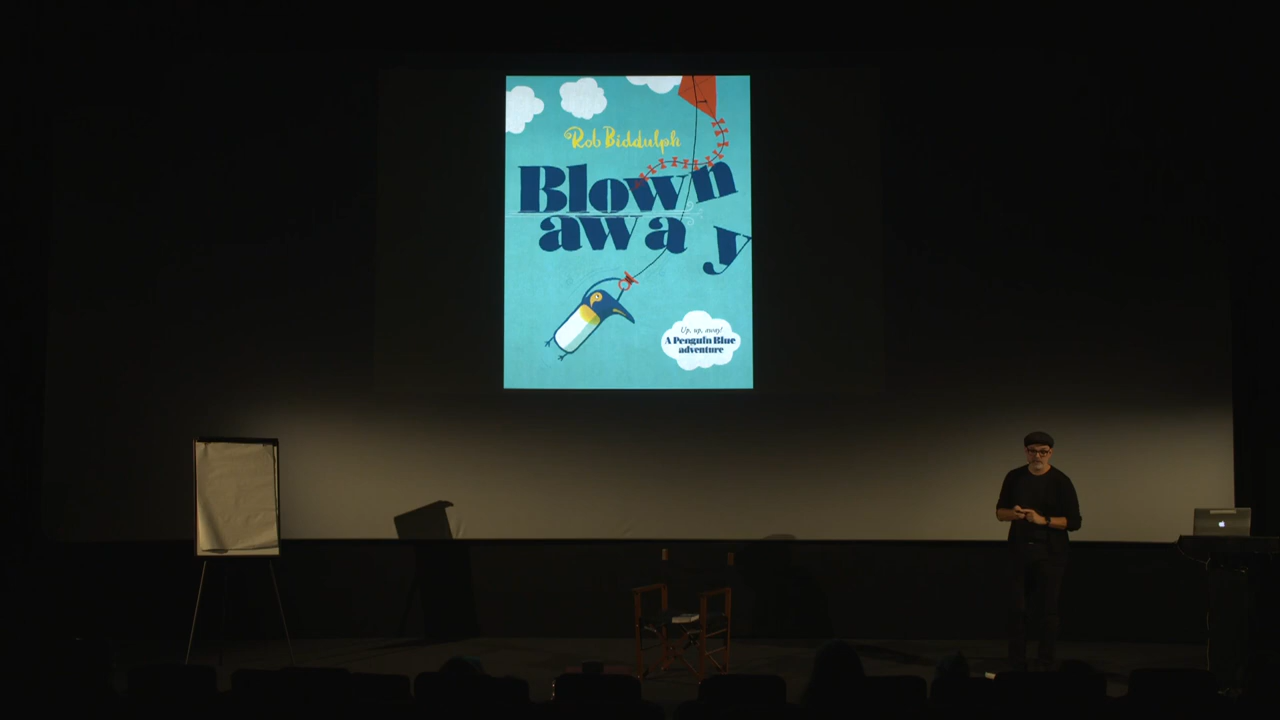 Rob Biddulph
Blown
away
Up, up, away!
A Penguin Blue
adventure